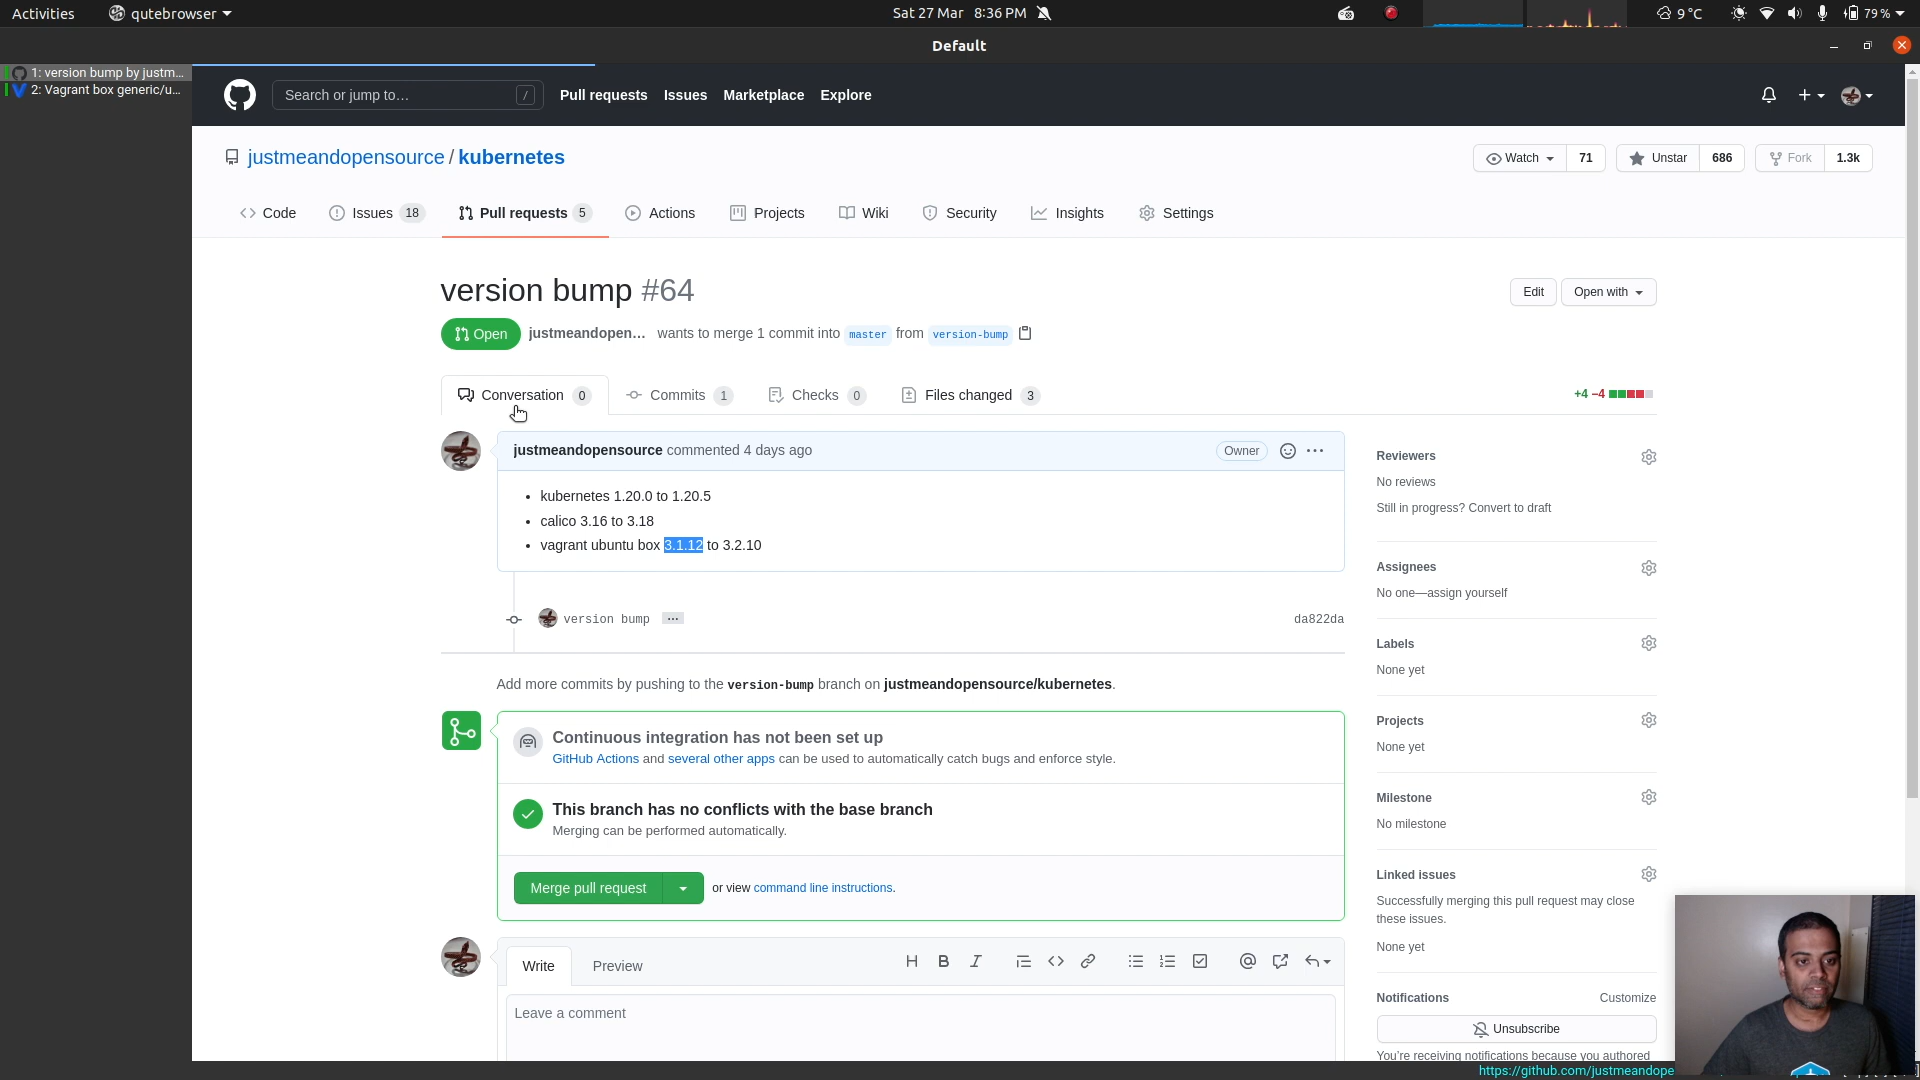 Activities
qutebrowser
Sat 27 Mar 8:36 PM
9 °C
79 %
Default
1: version bump by justm...
2: Vagrant box generic/u...
Search or jump to…
/
Pull requests
Issues
Marketplace
Explore
justmeandopensource / kubernetes
Watch
71
Unstar
686
Fork
1.3k
Code
Issues 18
Pull requests 5
Actions
Projects
Wiki
Security
Insights
Settings
version bump #64
Edit
Open with
Open
justmeandopen… wants to merge 1 commit into master from version-bump
Conversation 0
Commits 1
Checks 0
Files changed 3
+4 −4
justmeandopensource commented 4 days ago
Owner
kubernetes 1.20.0 to 1.20.5
calico 3.16 to 3.18
vagrant ubuntu box 3.1.12 to 3.2.10
version bump
da822da
Add more commits by pushing to the version-bump branch on justmeandopensource/kubernetes.
Continuous integration has not been set up
GitHub Actions and several other apps can be used to automatically catch bugs and enforce style.
This branch has no conflicts with the base branch
Merging can be performed automatically.
Merge pull request
or view command line instructions.
Write
Preview
Leave a comment
Reviewers
No reviews
Still in progress? Convert to draft
Assignees
No one—assign yourself
Labels
None yet
Projects
None yet
Milestone
No milestone
Linked issues
Successfully merging this pull request may close
these issues.
None yet
Notifications
Customize
Unsubscribe
You're receiving notifications because you authored
https://github.com/justmeandope